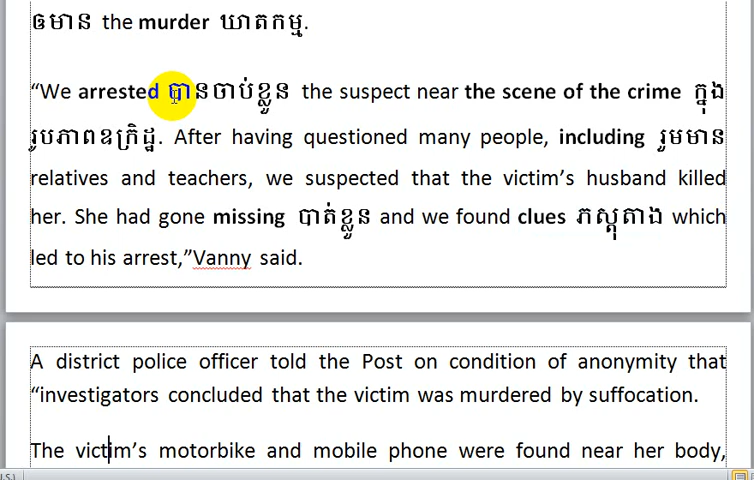 ឲមាន the murder ឃាតកម្ម.
“We arrested បានចាប់ខ្លួន the suspect near the scene of the crime ក្នុង
រូបភាពឧក្រិដ្ឋ. After having questioned many people, including រួមមាន
relatives and teachers, we suspected that the victim’s husband killed
her. She had gone missing បាត់ខ្លួន and we found clues ភស្តុតាង which
led to his arrest,”Vanny said.
A district police officer told the Post on condition of anonymity that
“investigators concluded that the victim was murdered by suffocation.
The victim’s motorbike and mobile phone were found near her body,